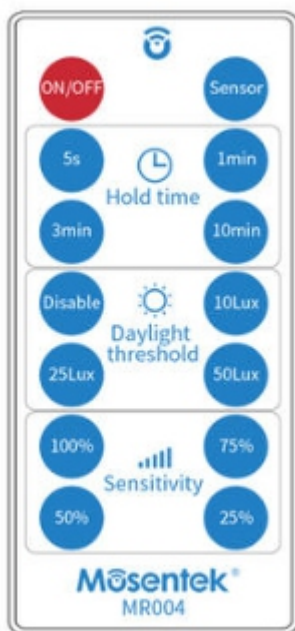 ON/OFF Sensor
5s 1min
Hold time
3min 10min
Disable 10Lux
Daylight
threshold
25Lux 50Lux
100% 75%
Sensitivity
50% 25%
Mosentek®
MR004